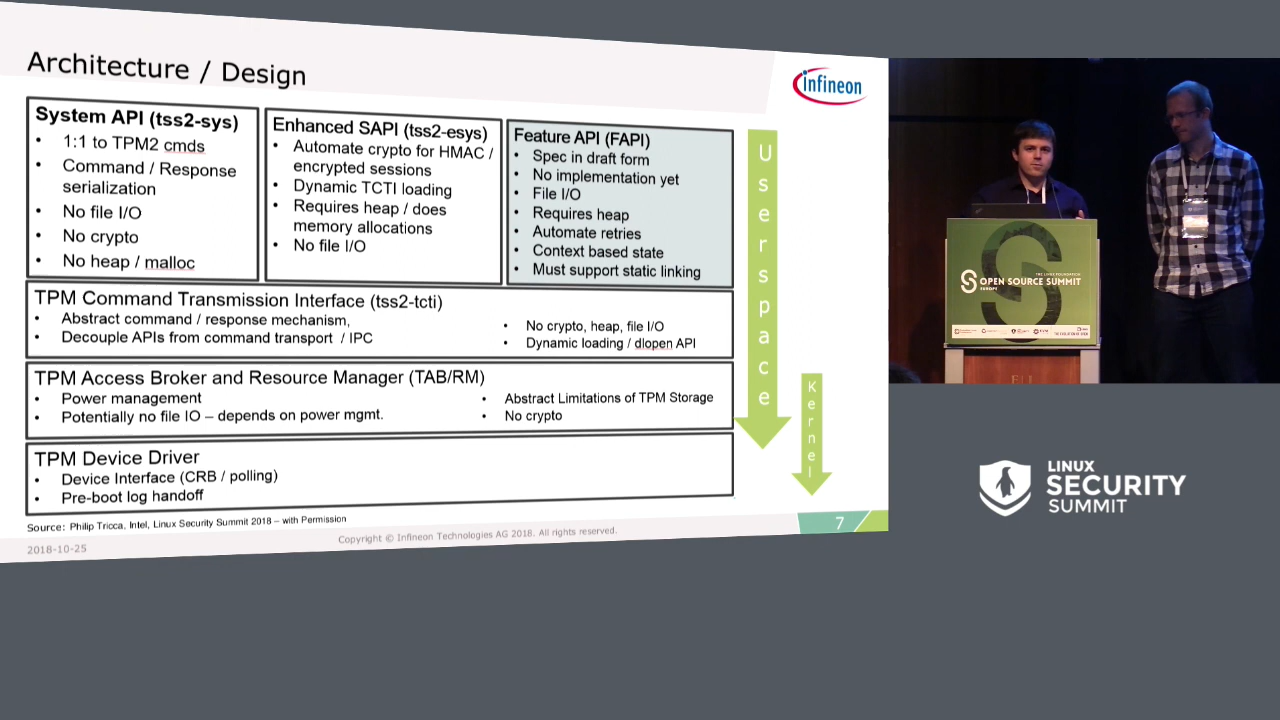 Architecture / Design
infineon
System API (tss2-sys)
• 1:1 to TPM2 cmds
• Command / Response
serialization
• No file I/O
• No crypto
• No heap / malloc
Enhanced SAPI (tss2-esys)
• Automate crypto for HMAC /
encrypted sessions
• Dynamic TCTI loading
• Requires heap / does
memory allocations
• No file I/O
Feature API (FAPI)
• Spec in draft form
• No implementation yet
• File I/O
• Requires heap
• Automate retries
• Context based state
• Must support static linking
Userspace
TPM Command Transmission Interface (tss2-tcti)
• Abstract command / response mechanism,
• Decouple APIs from command transport / IPC
• No crypto, heap, file I/O
• Dynamic loading / dlopen API
TPM Access Broker and Resource Manager (TAB/RM)
• Power management
• Potentially no file IO – depends on power mgmt.
• Abstract Limitations of TPM Storage
• No crypto
Kernel
TPM Device Driver
• Device Interface (CRB / polling)
• Pre-boot log handoff
Source: Philip Tricca, Intel, Linux Security Summit 2018 – with Permission
2018-10-25
Copyright © Infineon Technologies AG 2018. All rights reserved.
7
THE LINUX FOUNDATION
OPEN SOURCE SUMMIT
EUROPE
LINUX
SECURITY
SUMMIT